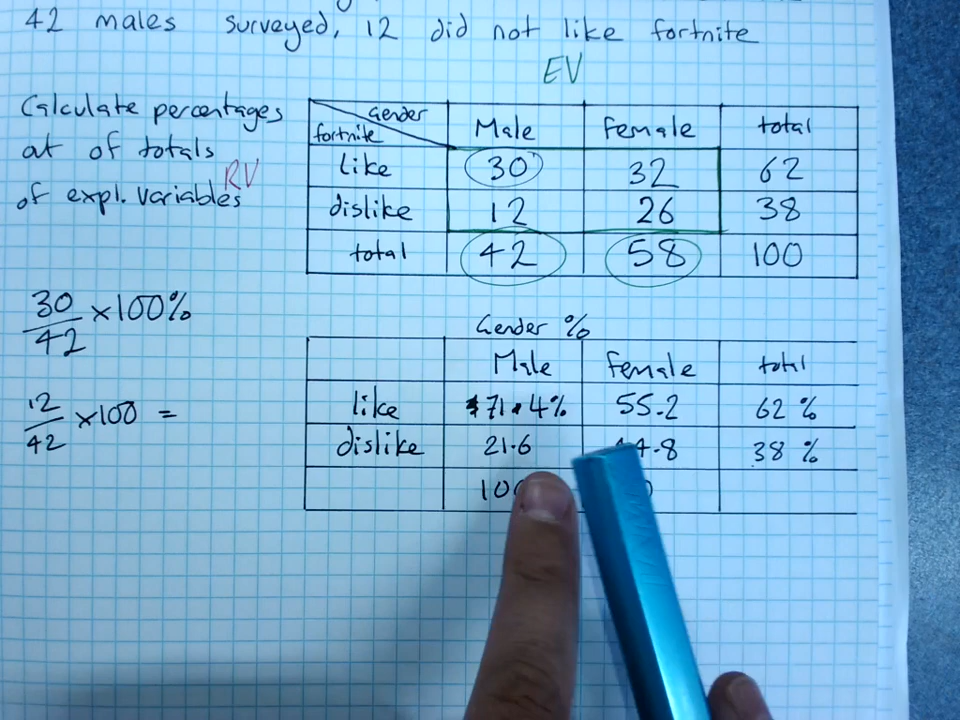 42 males surveyed, 12 did not like fortnite
EV
Calculate percentages
at of totals
RV
of expl. variables
Gender
fortnite Male female total
like 30 32 62
dislike 12 26 38
total 42 58 100
30/42 ×100%
12/42 ×100 =
Gender %
Male female total
like 71.4% 55.2 62 %
dislike 21.6 38 %